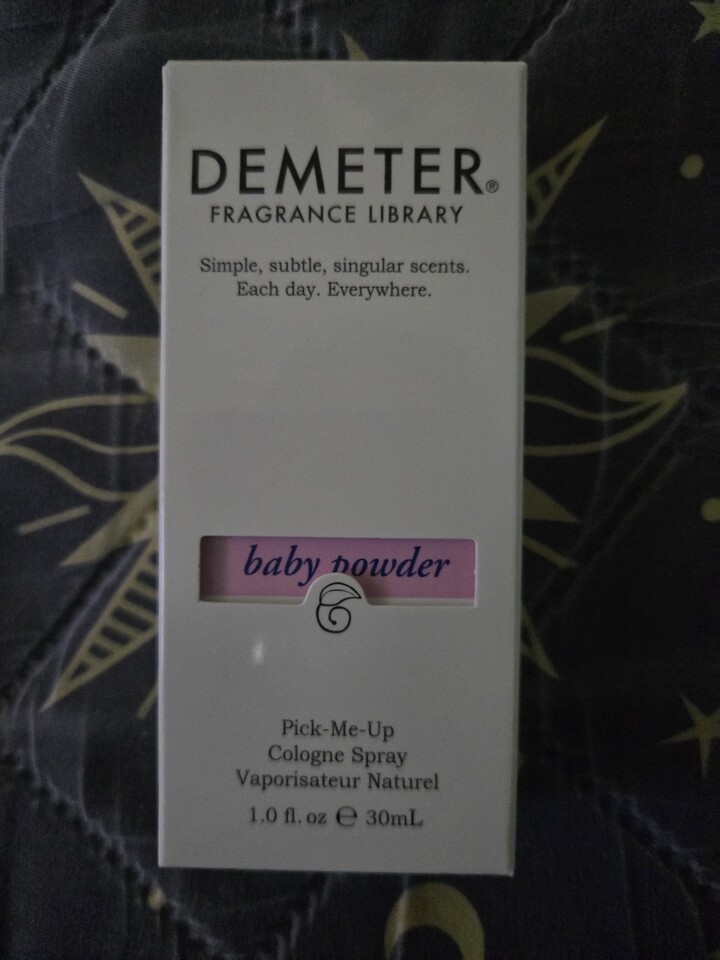 DEMETER®
FRAGRANCE LIBRARY
Simple, subtle, singular scents.
Each day. Everywhere.
baby powder
Pick-Me-Up
Cologne Spray
Vaporisateur Naturel
1.0 fl. oz ℮ 30mL